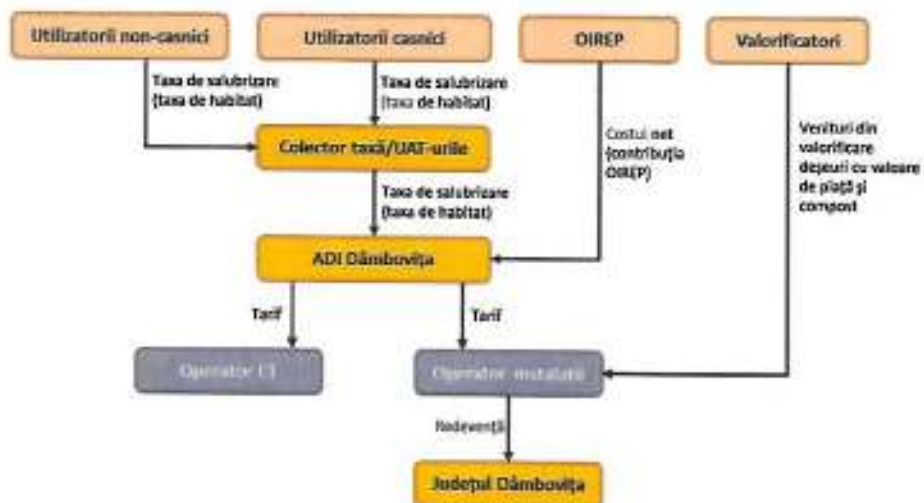 Utilizatorii non-casnici
Utilizatorii casnici
OIREP
Valorificatori
Taxa de salubrizare
(taxa de habitat)
Taxa de salubrizare
(taxa de habitat)
Costul net
(contribuția
OIREP)
Venituri din
valorificare
deșeuri cu valoare
de piață și
compost
Colector taxă/UAT-urile
Taxa de salubrizare
(taxa de habitat)
ADI Dâmbovița
Tarif
Tarif
Operator CT
Operator instalații
Redevență
Județul Dâmbovița